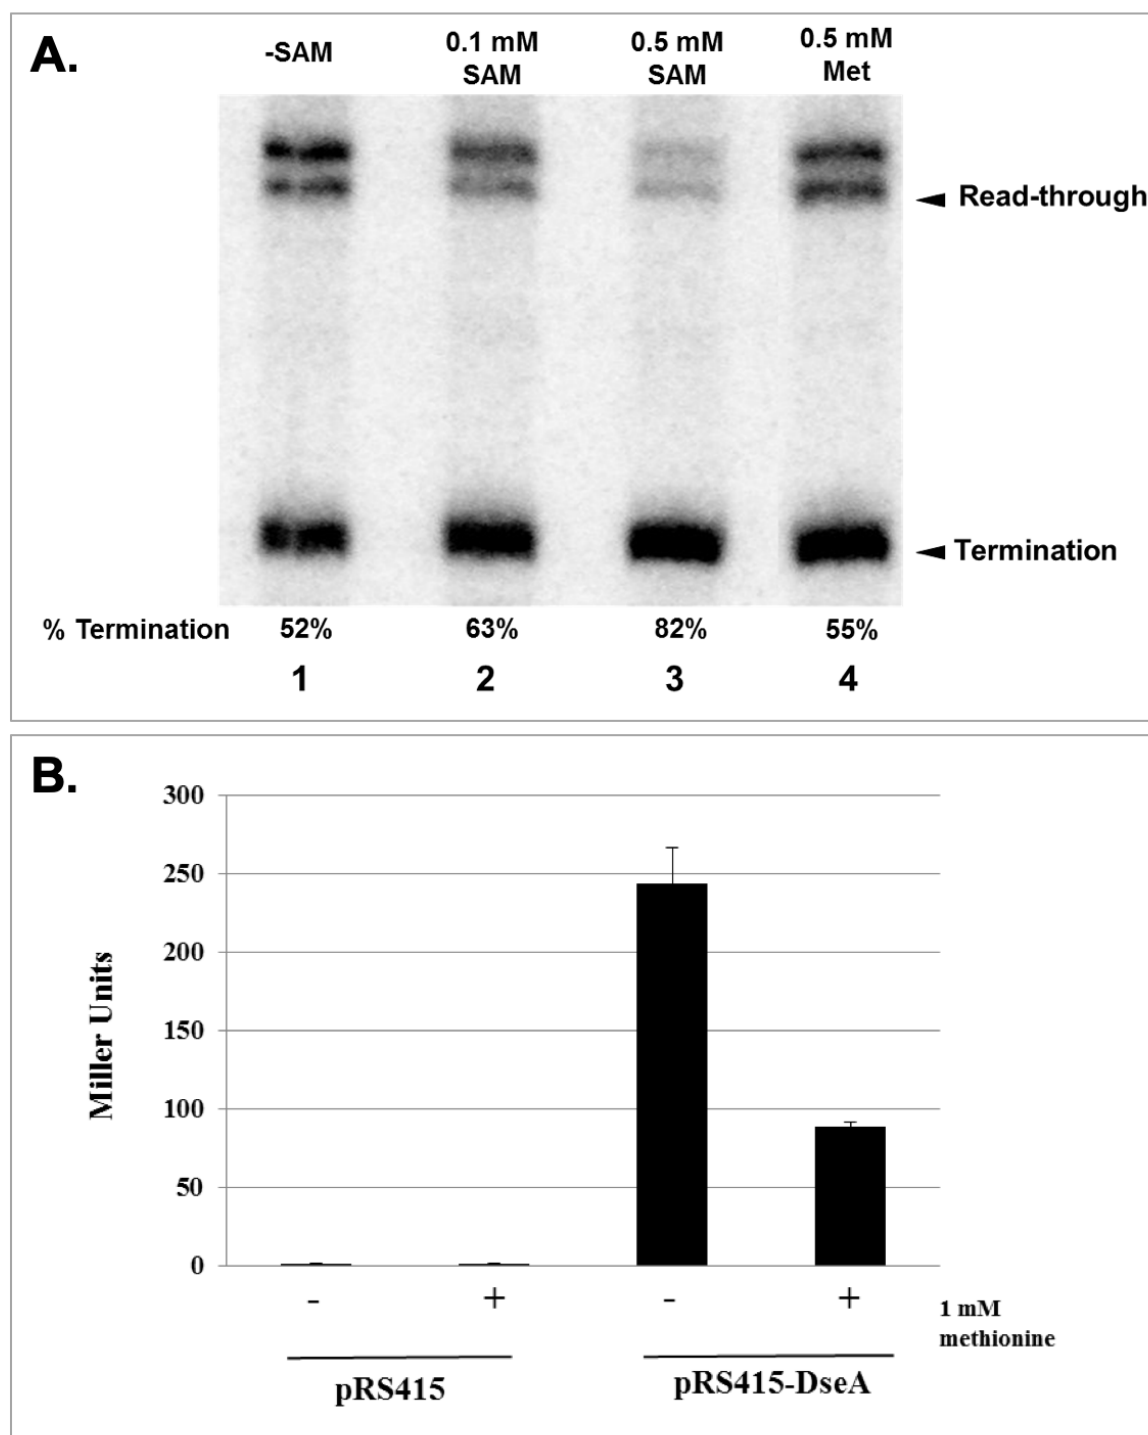 A.
-SAM
0.1 mM
SAM
0.5 mM
SAM
0.5 mM
Met
Read-through
Termination
% Termination 52% 63% 82% 55%
1 2 3 4
B.
300
250
200
150
100
50
0
Miller Units
- + - +
1 mM
methionine
pRS415 pRS415-DseA